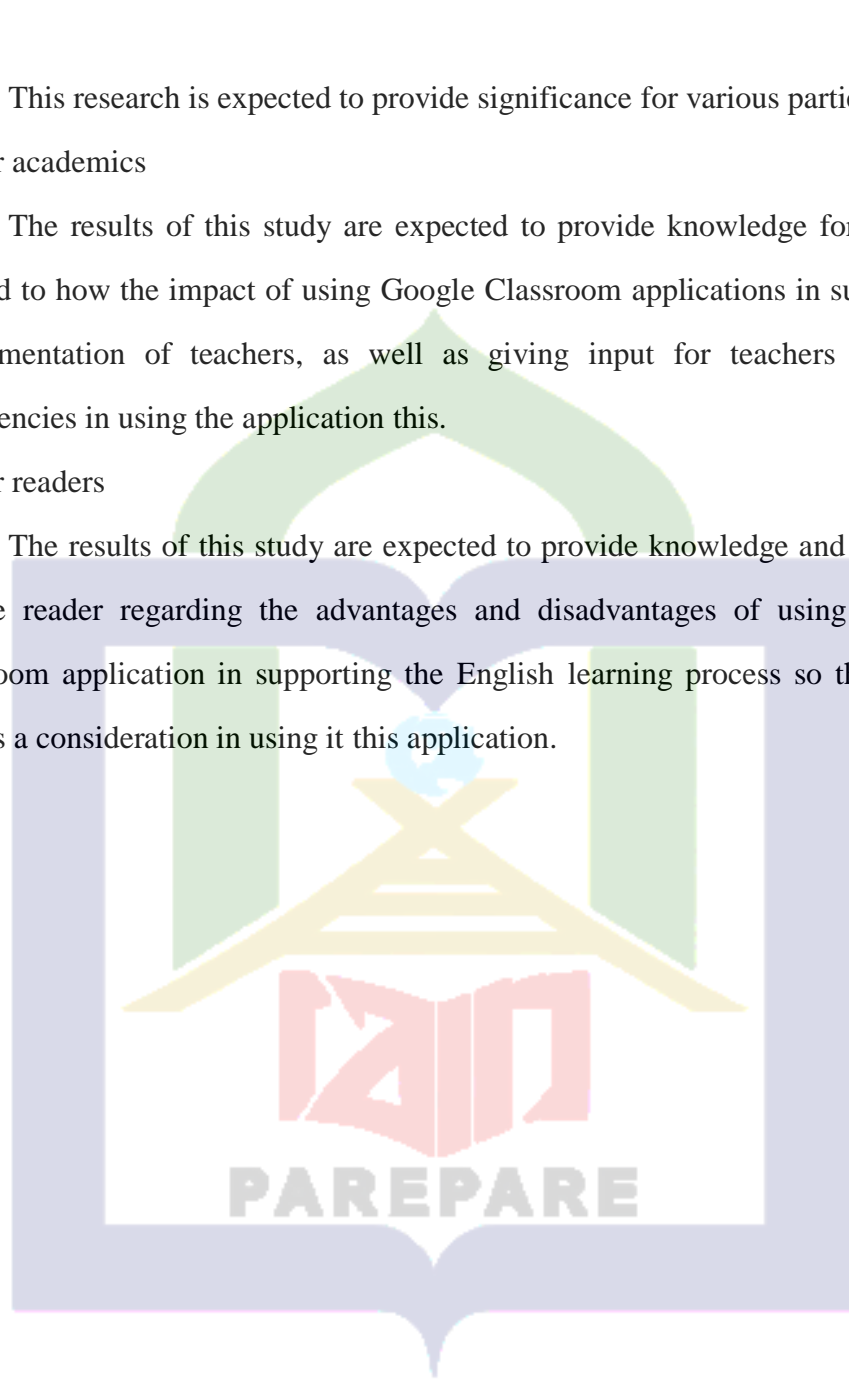 This research is expected to provide significance for various parti
r academics
The results of this study are expected to provide knowledge for
d to how the impact of using Google Classroom applications in su
mentation of teachers, as well as giving input for teachers
encies in using the application this.
r readers
The results of this study are expected to provide knowledge and
e reader regarding the advantages and disadvantages of using
oom application in supporting the English learning process so th
s a consideration in using it this application.
iain
PAREPARE